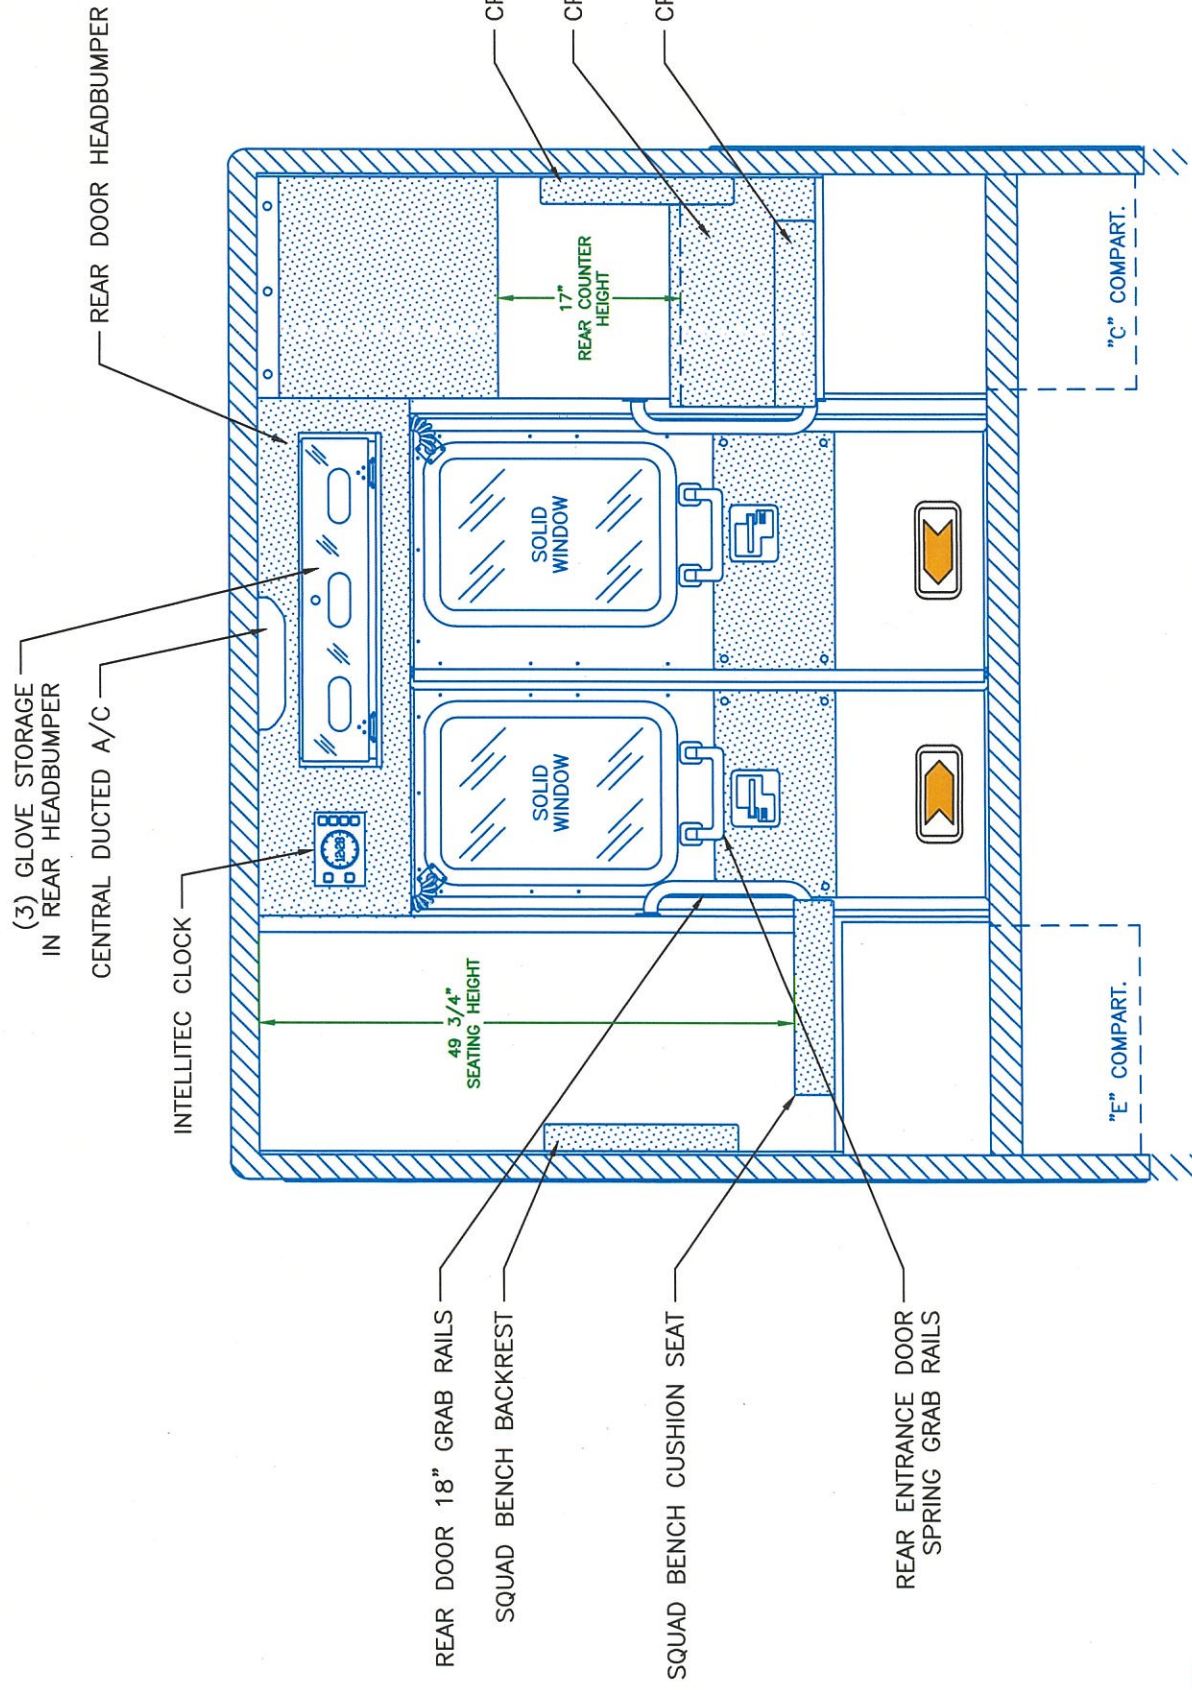 (3) GLOVE STORAGE
IN REAR HEADBUMPER
CENTRAL DUCTED A/C
INTELLITEC CLOCK
REAR DOOR HEADBUMPER
17"
REAR COUNTER
HEIGHT
SOLID
WINDOW
SOLID
WINDOW
49 3/4"
SEATING HEIGHT
"C" COMPART.
"E" COMPART.
REAR DOOR 18" GRAB RAILS
SQUAD BENCH BACKREST
SQUAD BENCH CUSHION SEAT
REAR ENTRANCE DOOR
SPRING GRAB RAILS